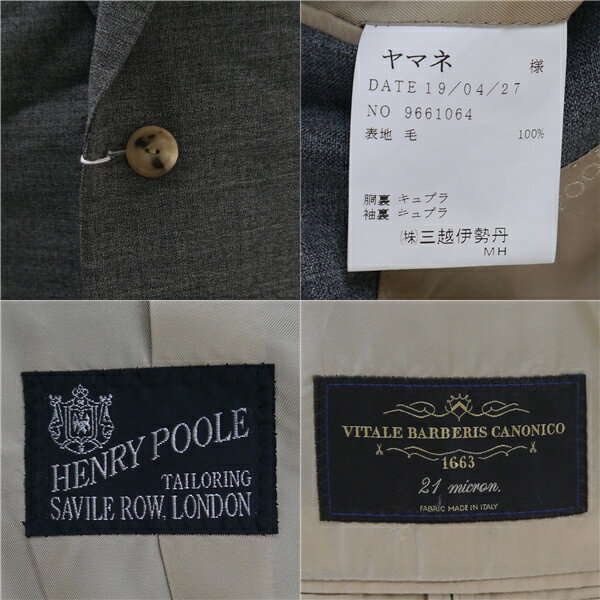 ヤマネ 様
DATE 19/04/27
NO 9661064
表地 毛 100%
胴裏 キュプラ
袖裏 キュプラ
㈱三越伊勢丹
MH
HENRY POOLE
TAILORING
SAVILE ROW, LONDON
VITALE BARBERIS CANONICO
1663
21 micron.
FABRIC MADE IN ITALY